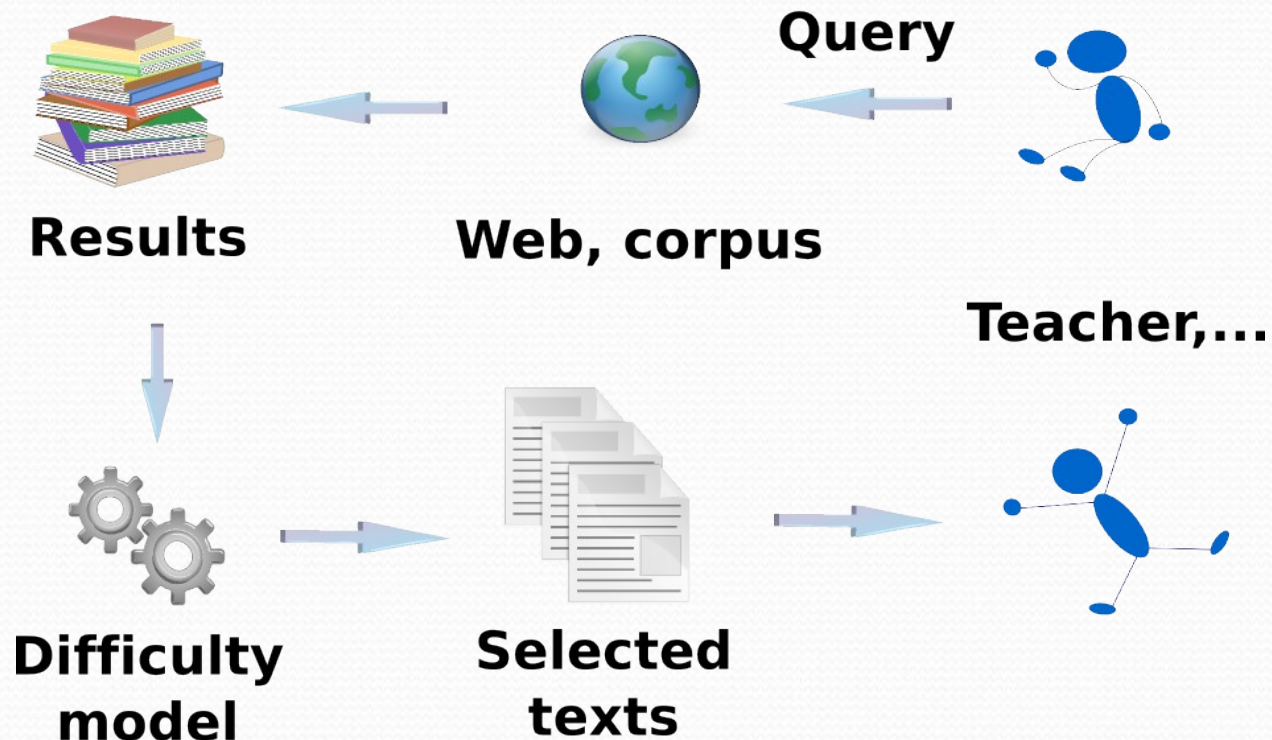 Query
Results
Web, corpus
Teacher,...
Difficulty
model
Selected
texts